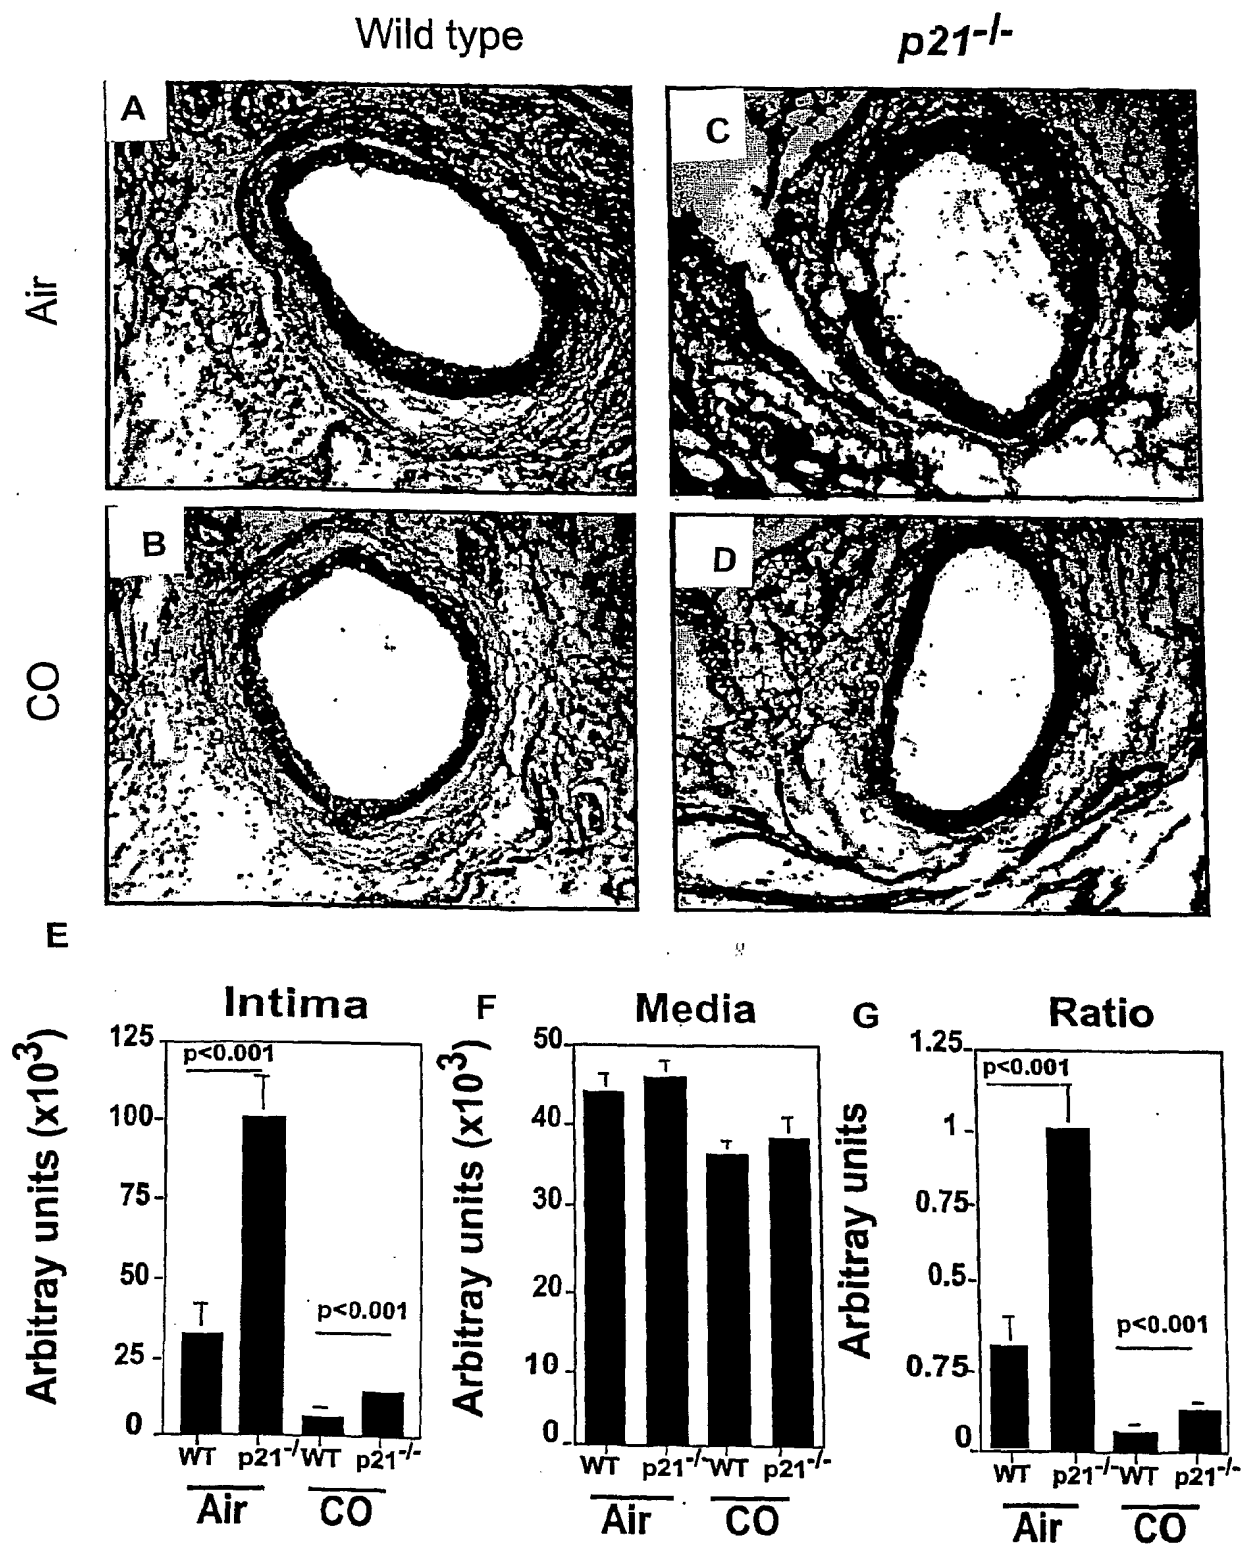 Wild type
p21-/-
A
C
Air
B
D
CO
E
Intima
F
Media
G
Ratio
Arbitray units (x10³)
125
100
75
50
25
0
p<0.001
p<0.001
WT
p21-/-
WT
p21-/-
Air
CO
Arbitray units (x10³)
50
40
30
20
10
0
WT
p21-/-
WT
p21-/-
Air
CO
Arbitray units
1.25
1
0.75
0.5
0.75
0
p<0.001
p<0.001
WT
p21-/-
WT
p21-/-
Air
CO